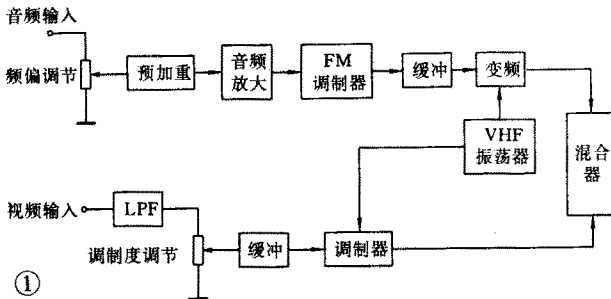 音频输入
频偏调节
预加重
音频
放大
FM
调制器
缓冲
变频
VHF
振荡器
混合
器
视频输入
LPF
调制度调节
缓冲
调制器
①